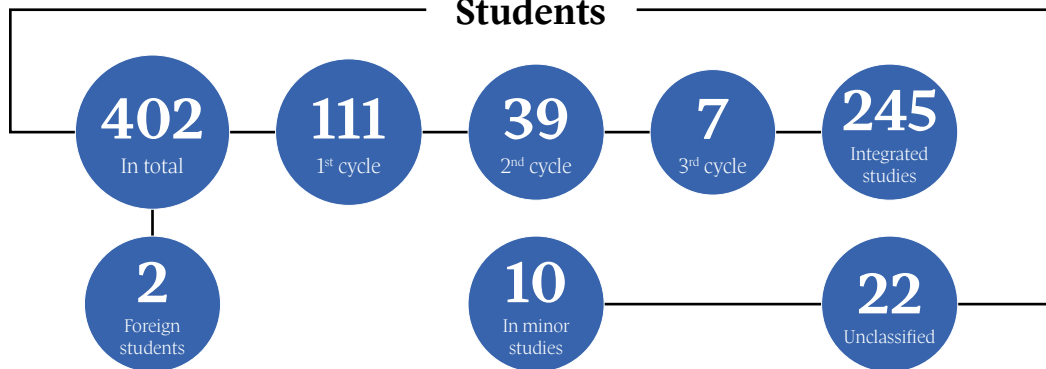 Students
402
In total
111
1st cycle
39
2nd cycle
7
3rd cycle
245
Integrated
studies
2
Foreign
students
10
In minor
studies
22
Unclassified